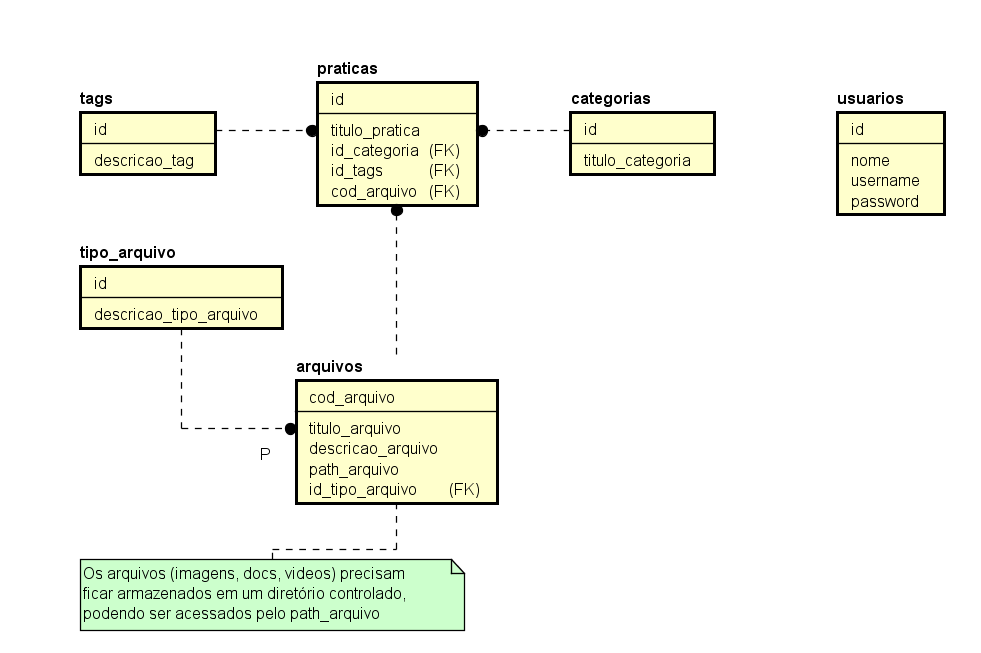 praticas
id
titulo_pratica
id_categoria (FK)
id_tags (FK)
cod_arquivo (FK)
tags
id
descricao_tag
categorias
id
titulo_categoria
usuarios
id
nome
username
password
tipo_arquivo
id
descricao_tipo_arquivo
arquivos
cod_arquivo
titulo_arquivo
descricao_arquivo
path_arquivo
id_tipo_arquivo (FK)
P
Os arquivos (imagens, docs, videos) precisam
ficar armazenados em um diretório controlado,
podendo ser acessados pelo path_arquivo